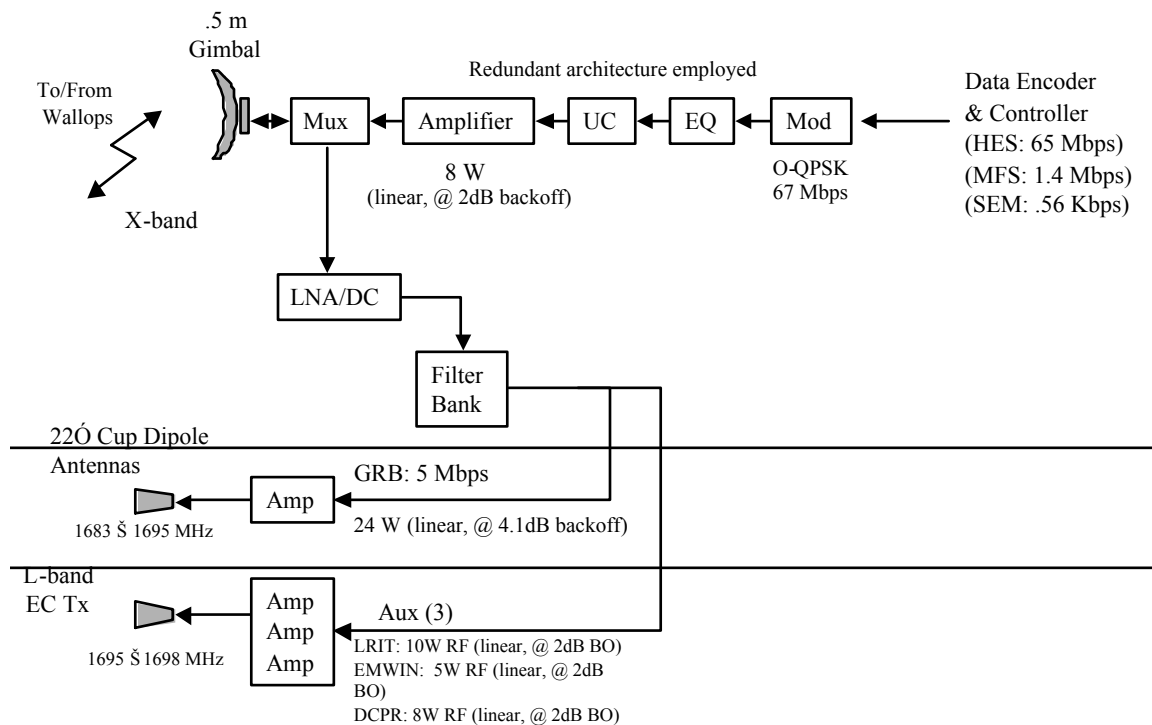 .5 m
Gimbal
To/From
Wallops
X-band
Redundant architecture employed
Mux
Amplifier
UC
EQ
Mod
8 W
(linear, @ 2dB backoff)
O-QPSK
67 Mbps
Data Encoder
& Controller
(HES: 65 Mbps)
(MFS: 1.4 Mbps)
(SEM: .56 Kbps)
LNA/DC
Filter
Bank
22Ó Cup Dipole
Antennas
1683 Š 1695 MHz
Amp
GRB: 5 Mbps
24 W (linear, @ 4.1dB backoff)
L-band
EC Tx
1695 Š 1698 MHz
Amp
Amp
Amp
Aux (3)
LRIT: 10W RF (linear, @ 2dB BO)
EMWIN:  5W RF (linear, @ 2dB
BO)
DCPR: 8W RF (linear, @ 2dB BO)